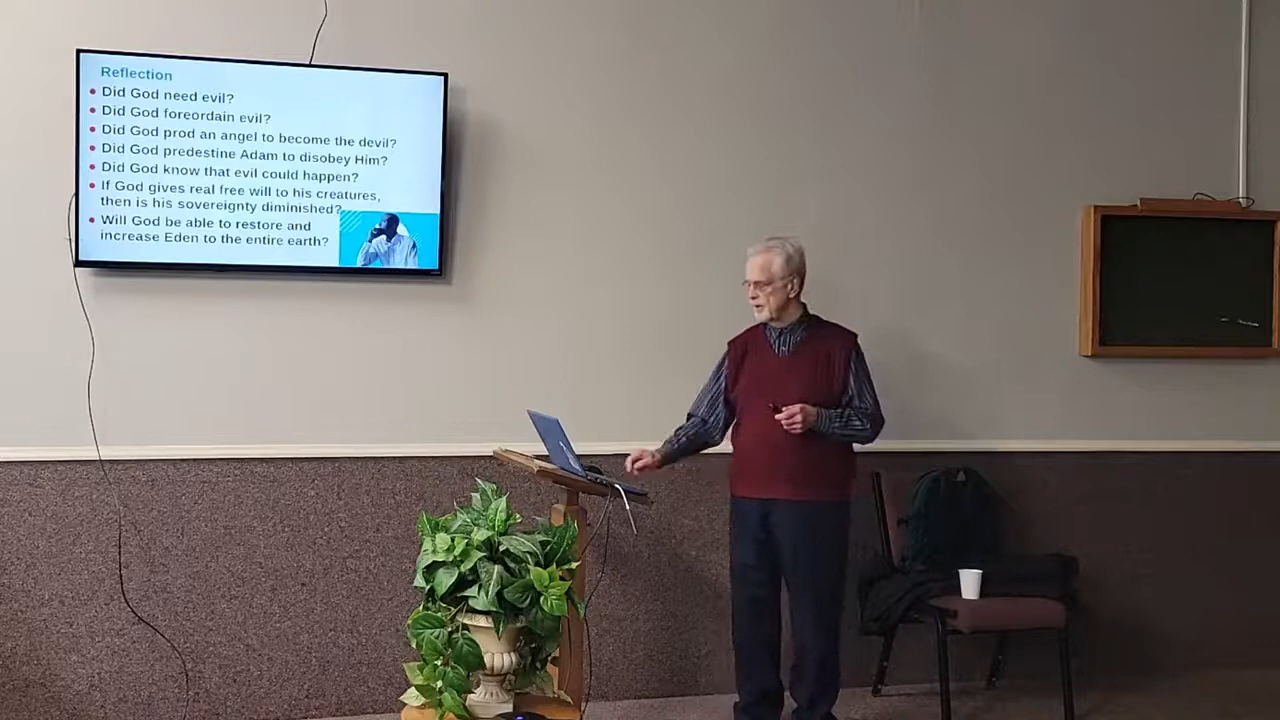 Reflection
Did God need evil?
Did God foreordain evil?
Did God prod an angel to become the devil?
Did God predestine Adam to disobey Him?
Did God know that evil could happen?
If God gives real free will to his creatures,
then is his sovereignty diminished?
Will God be able to restore and
increase Eden to the entire earth?